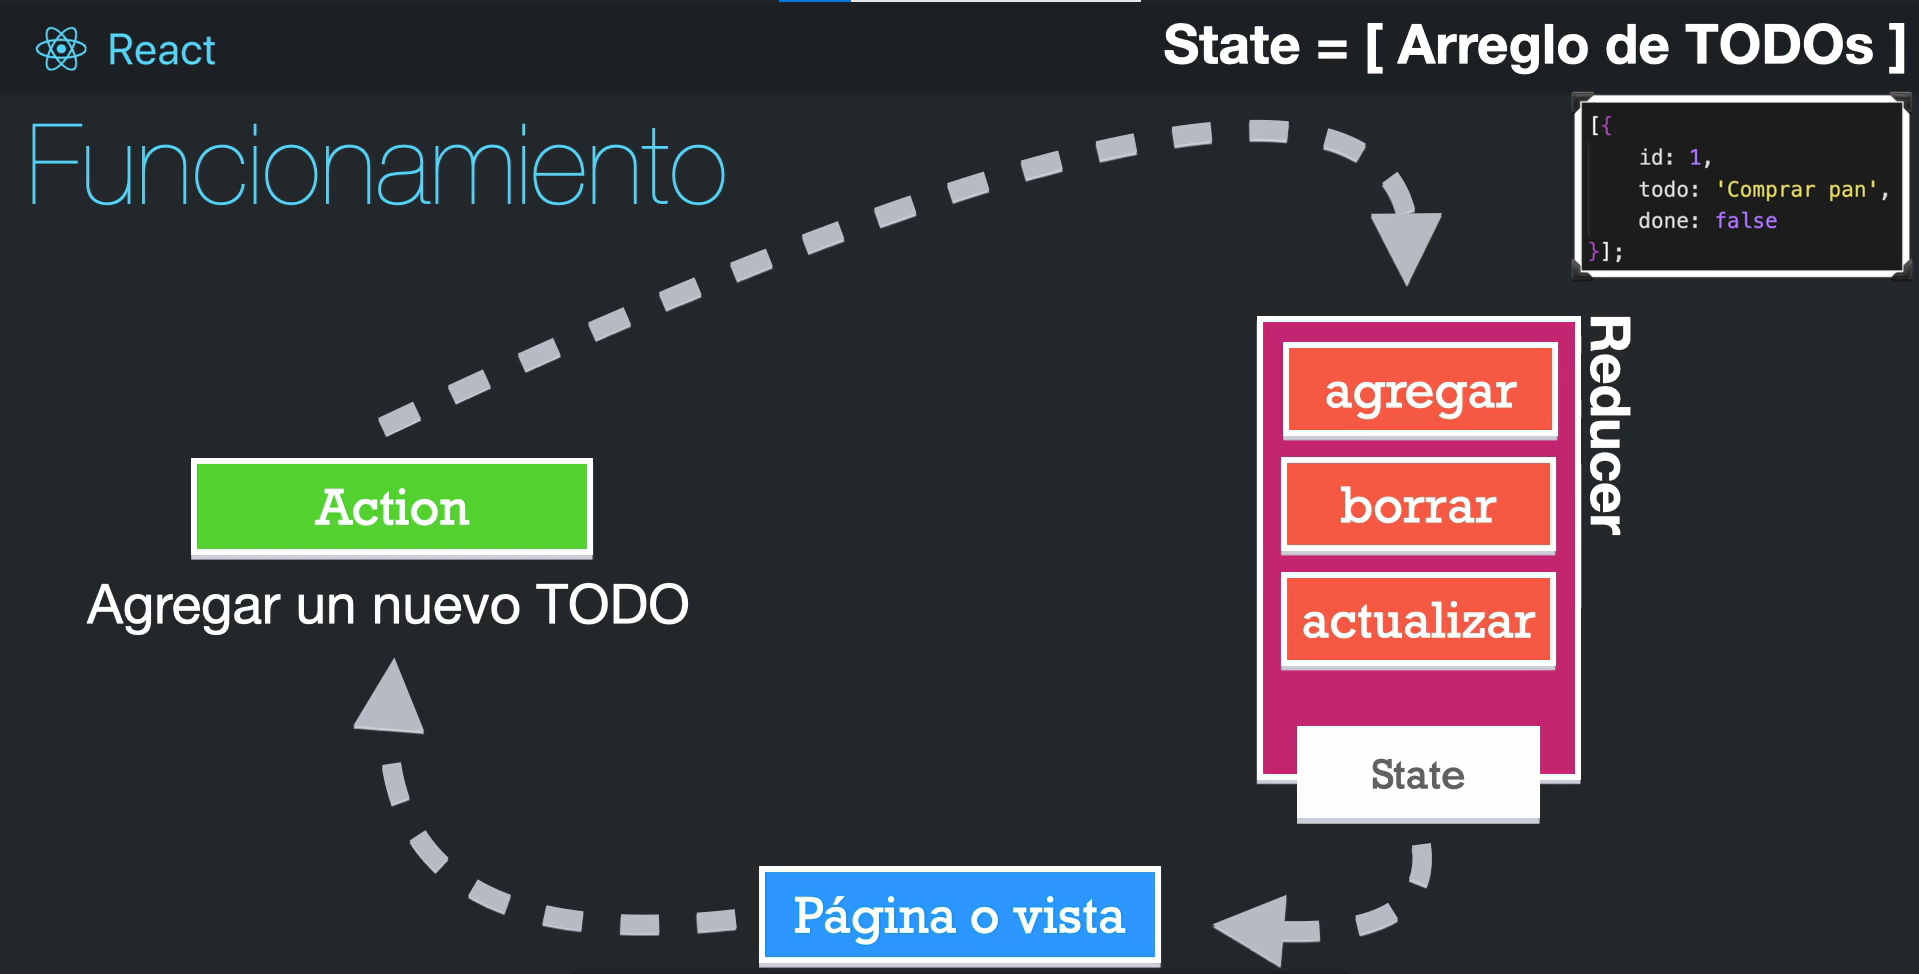 React
State = [ Arreglo de TODOs ]
Funcionamiento
[{
id: 1,
todo: 'Comprar pan',
done: false
}];
Reducer
agregar
borrar
actualizar
State
Action
Agregar un nuevo TODO
Página o vista